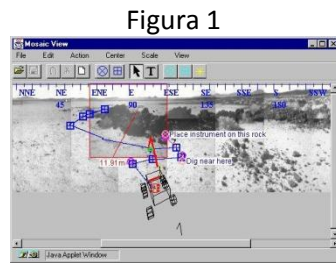 Figura 1
Mosaic View
File Edit Action Center Scale View
T
NNE NE ENE E ESE SE SSE S SSW
45 90 135 180
Place instrument on this rock
11.91m
Dig near here
1
Java Applet Window